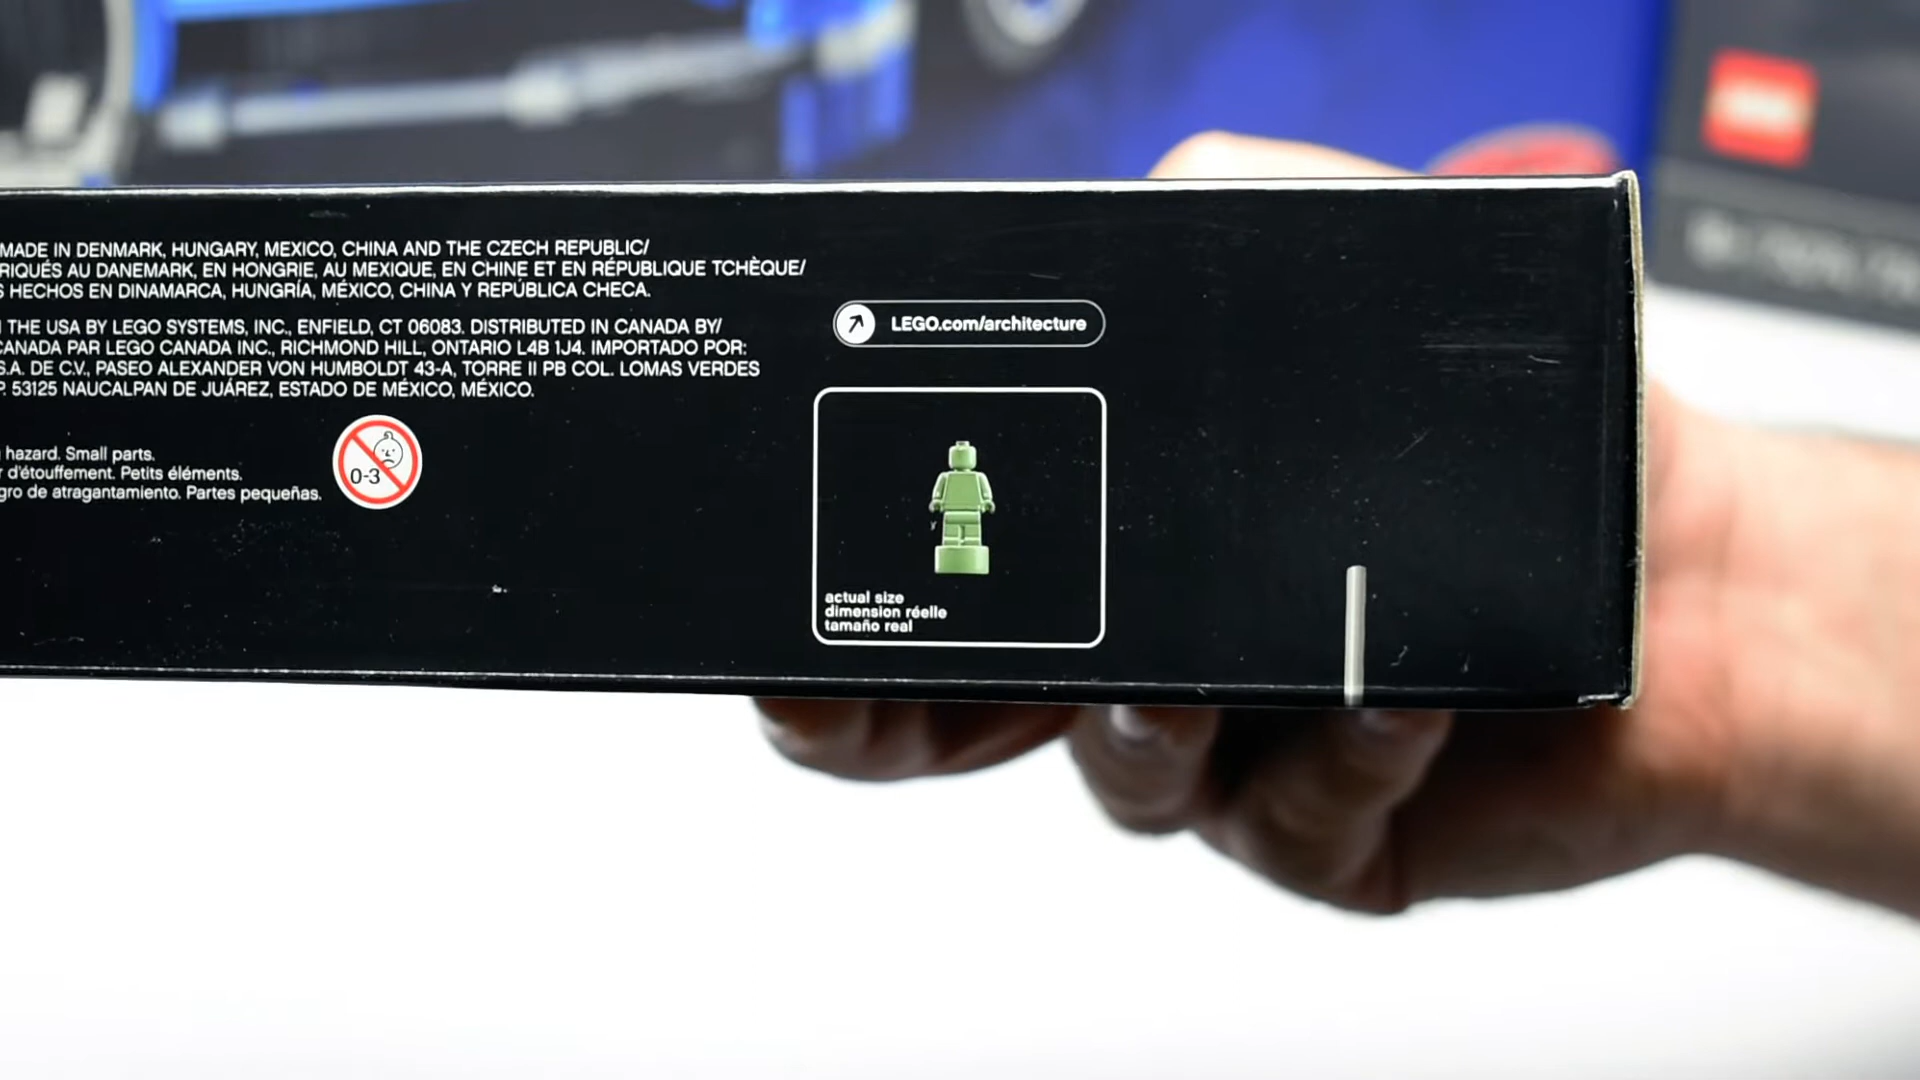 MADE IN DENMARK, HUNGARY, MEXICO, CHINA AND THE CZECH REPUBLIC/
RIQUÉS AU DANEMARK, EN HONGRIE, AU MEXIQUE, EN CHINE ET EN RÉPUBLIQUE TCHÈQUE/
S HECHOS EN DINAMARCA, HUNGRÍA, MÉXICO, CHINA Y REPÚBLICA CHECA.
THE USA BY LEGO SYSTEMS, INC., ENFIELD, CT 06083. DISTRIBUTED IN CANADA BY/
CANADA PAR LEGO CANADA INC., RICHMOND HILL, ONTARIO L4B 1J4. IMPORTADO POR:
S.A. DE C.V., PASEO ALEXANDER VON HUMBOLDT 43-A, TORRE II PB COL. LOMAS VERDES
P. 53125 NAUCALPAN DE JUÁREZ, ESTADO DE MÉXICO, MÉXICO.
hazard. Small parts.
r d'étouffement. Petits éléments.
gro de atragantamiento. Partes pequeñas.
0-3
LEGO.com/architecture
actual size
dimension réelle
tamaño real